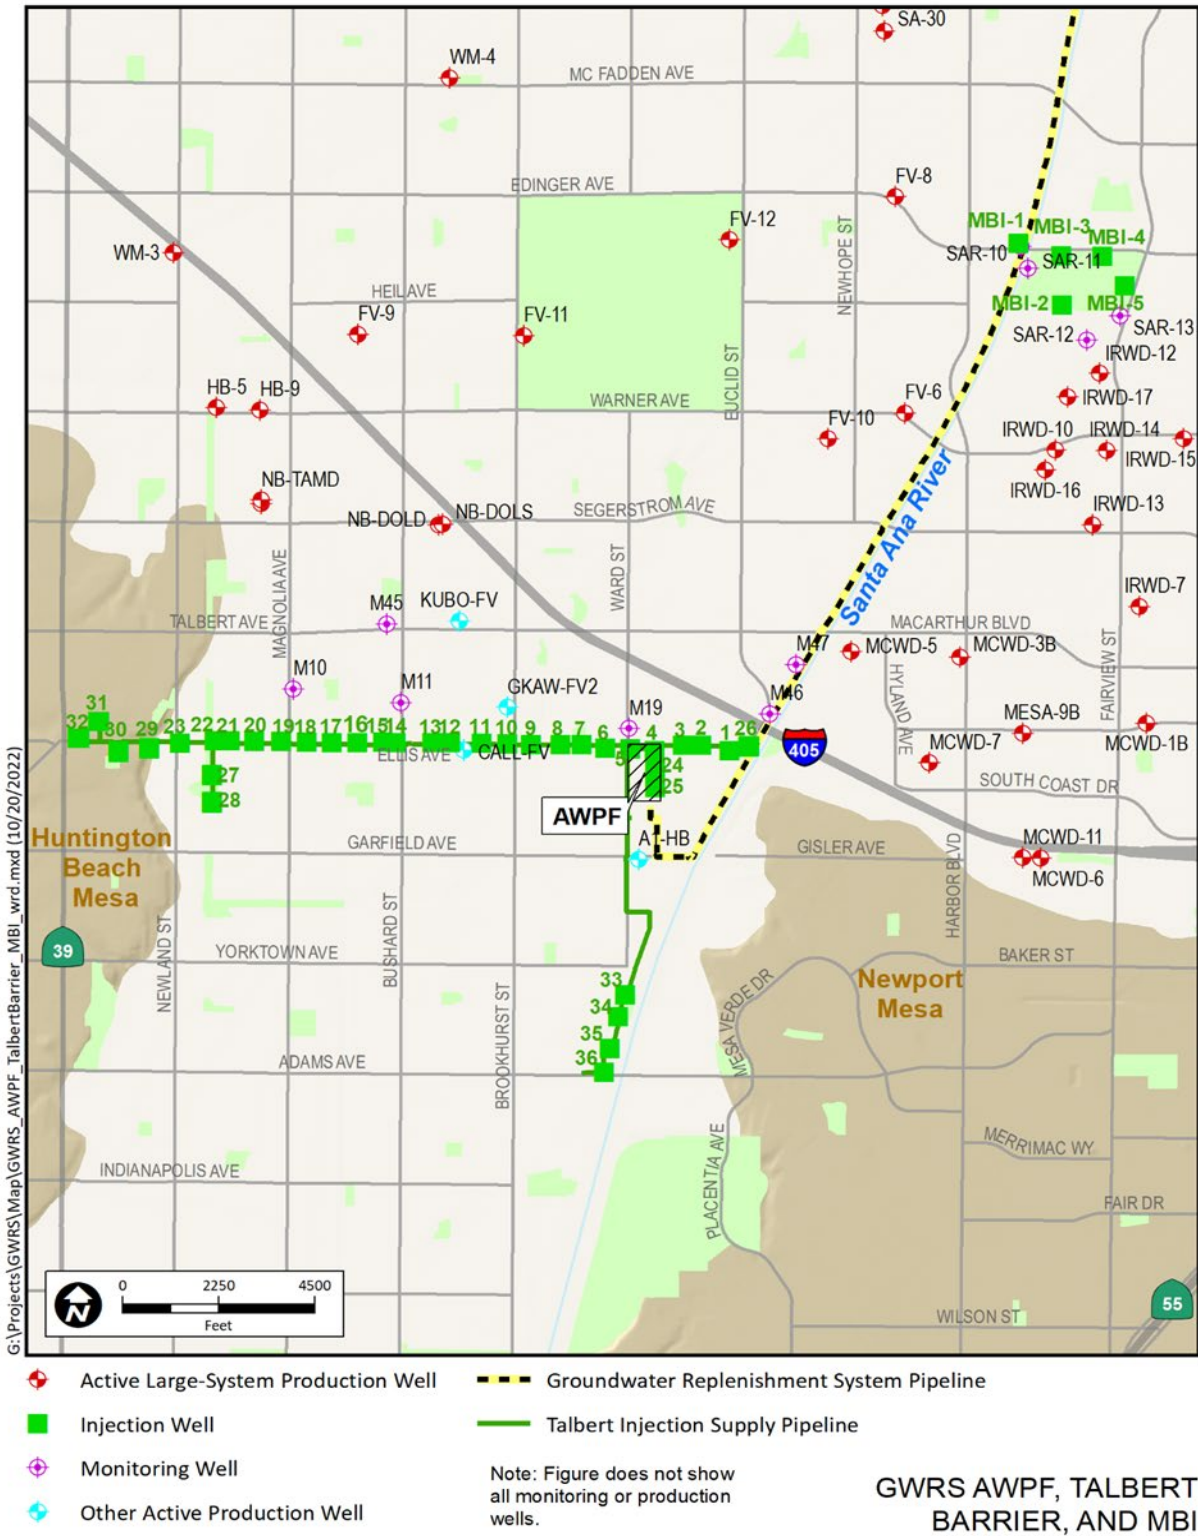 SA-30
WM-4
MC FADDEN AVE
EDINGER AVE
FV-8
FV-12
MBI-1
MBI-3
MBI-4
WM-3
SAR-10
SAR-11
NEWHOPE ST
HEIL AVE
FV-9
FV-11
MBI-2
MBI-5
SAR-13
SAR-12
IRWD-12
EUCLID ST
HB-5
HB-9
WARNER AVE
FV-6
IRWD-17
FV-10
IRWD-10
IRWD-14
IRWD-15
NB-TAMD
IRWD-16
NB-DOLD
NB-DOLS
SEGERSTROM AVE
IRWD-13
Santa Ana River
WARD ST
MAGNOLIA AVE
M45
KUBO-FV
IRWD-7
TALBERT AVE
MACARTHUR BLVD
M47
MCWD-5
MCWD-3B
M10
M11
GKAW-FV2
HYLAND AVE
FAIRVIEW ST
M46
MESA-9B
M19
MCWD-1B
31
32
30
29
23
22
21
20
19
18
17
16
15
14
13
12
11
10
9
8
7
6
5
4
3
2
1
26
ELLIS AVE
CALL-FV
405
MCWD-7
24
27
25
28
SOUTH COAST DR
AWPF
Huntington
Beach
Mesa
GARFIELD AVE
A1-HB
GISLER AVE
MCWD-11
MCWD-6
HARBOR BLVD
39
NEWLAND ST
BUSHARD ST
YORKTOWN AVE
BAKER ST
BROOKHURST ST
33
34
35
36
MESA VERDE DR
Newport
Mesa
ADAMS AVE
PLACENTIA AVE
MERRIMAC WY
INDIANAPOLIS AVE
FAIR DR
WILSON ST
55
N
0 2250 4500
Feet
G:\Projects\GWRS\Map\GWRS_AWPF_TalbertBarrier_MBI_wrd.mxd (10/20/2022)
Active Large-System Production Well
Injection Well
Monitoring Well
Other Active Production Well
Groundwater Replenishment System Pipeline
Talbert Injection Supply Pipeline
Note: Figure does not show
all monitoring or production
wells.
GWRS AWPF, TALBERT
BARRIER, AND MBI